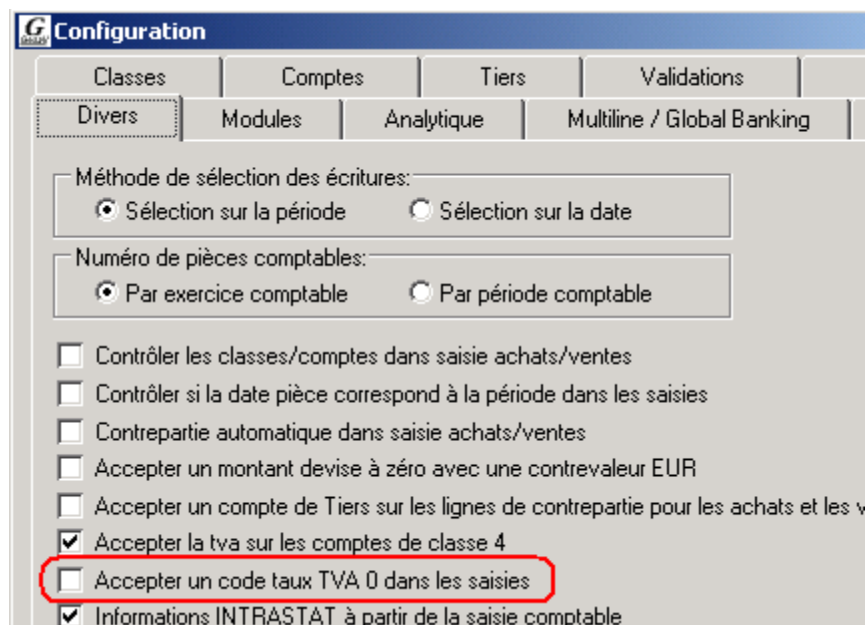 Configuration
Classes Comptes Tiers Validations
Divers Modules Analytique Multiline / Global Banking
Méthode de sélection des écritures:
Sélection sur la période Sélection sur la date
Numéro de pièces comptables:
Par exercice comptable Par période comptable
Contrôler les classes/comptes dans saisie achats/ventes
Contrôler si la date pièce correspond à la période dans les saisies
Contrepartie automatique dans saisie achats/ventes
Accepter un montant devise à zéro avec une contrevaleur EUR
Accepter un compte de Tiers sur les lignes de contrepartie pour les achats et les v
Accepter la tva sur les comptes de classe 4
Accepter un code taux TVA 0 dans les saisies
Informations INTRASTAT à partir de la saisie comptable